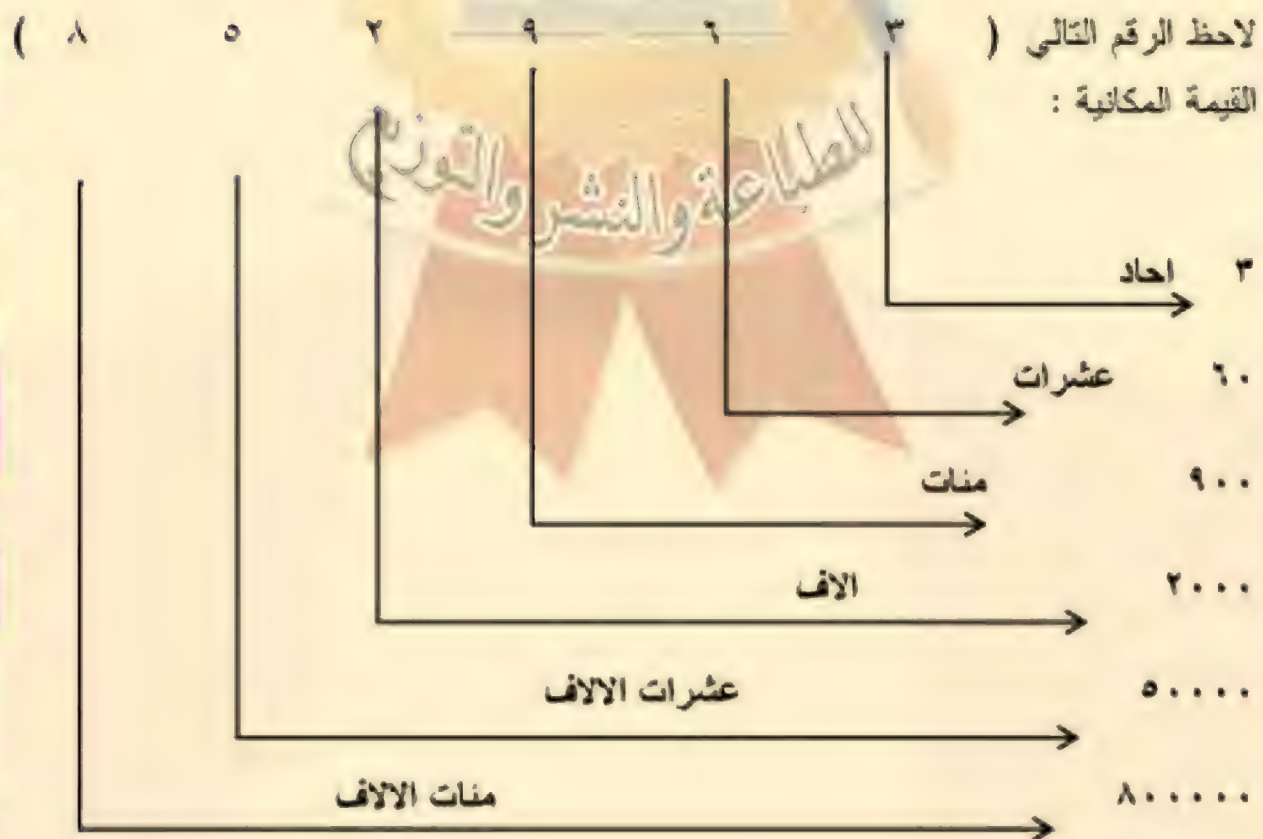 لاحظ الرقم التالي ( ٨ ٥ ٢ ٩ ٦ ٣ )
القيمة المكانية :
للطباعة والنشر والتوزيع
٣ احاد
٦٠ عشرات
٩٠٠ منات
٢٠٠٠ الاف
٥٠٠٠٠ عشرات الالاف
٨٠٠٠٠٠ منات الالاف